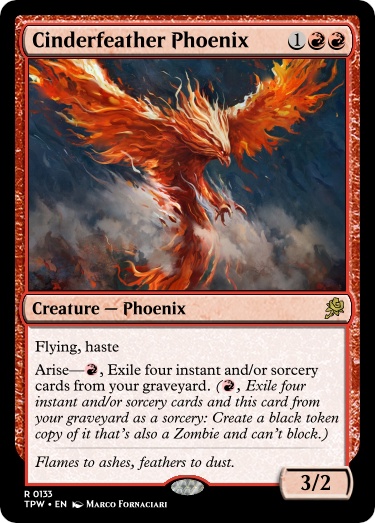 Cinderfeather Phoenix 1
Creature — Phoenix
Flying, haste
Arise—, Exile four instant and/or sorcery
cards from your graveyard. (, Exile four
instant and/or sorcery cards and this card from
your graveyard as a sorcery: Create a black token
copy of it that's also a Zombie and can't block.)
Flames to ashes, feathers to dust.
3/2
R 0133
TPW • EN Marco Fornaciari